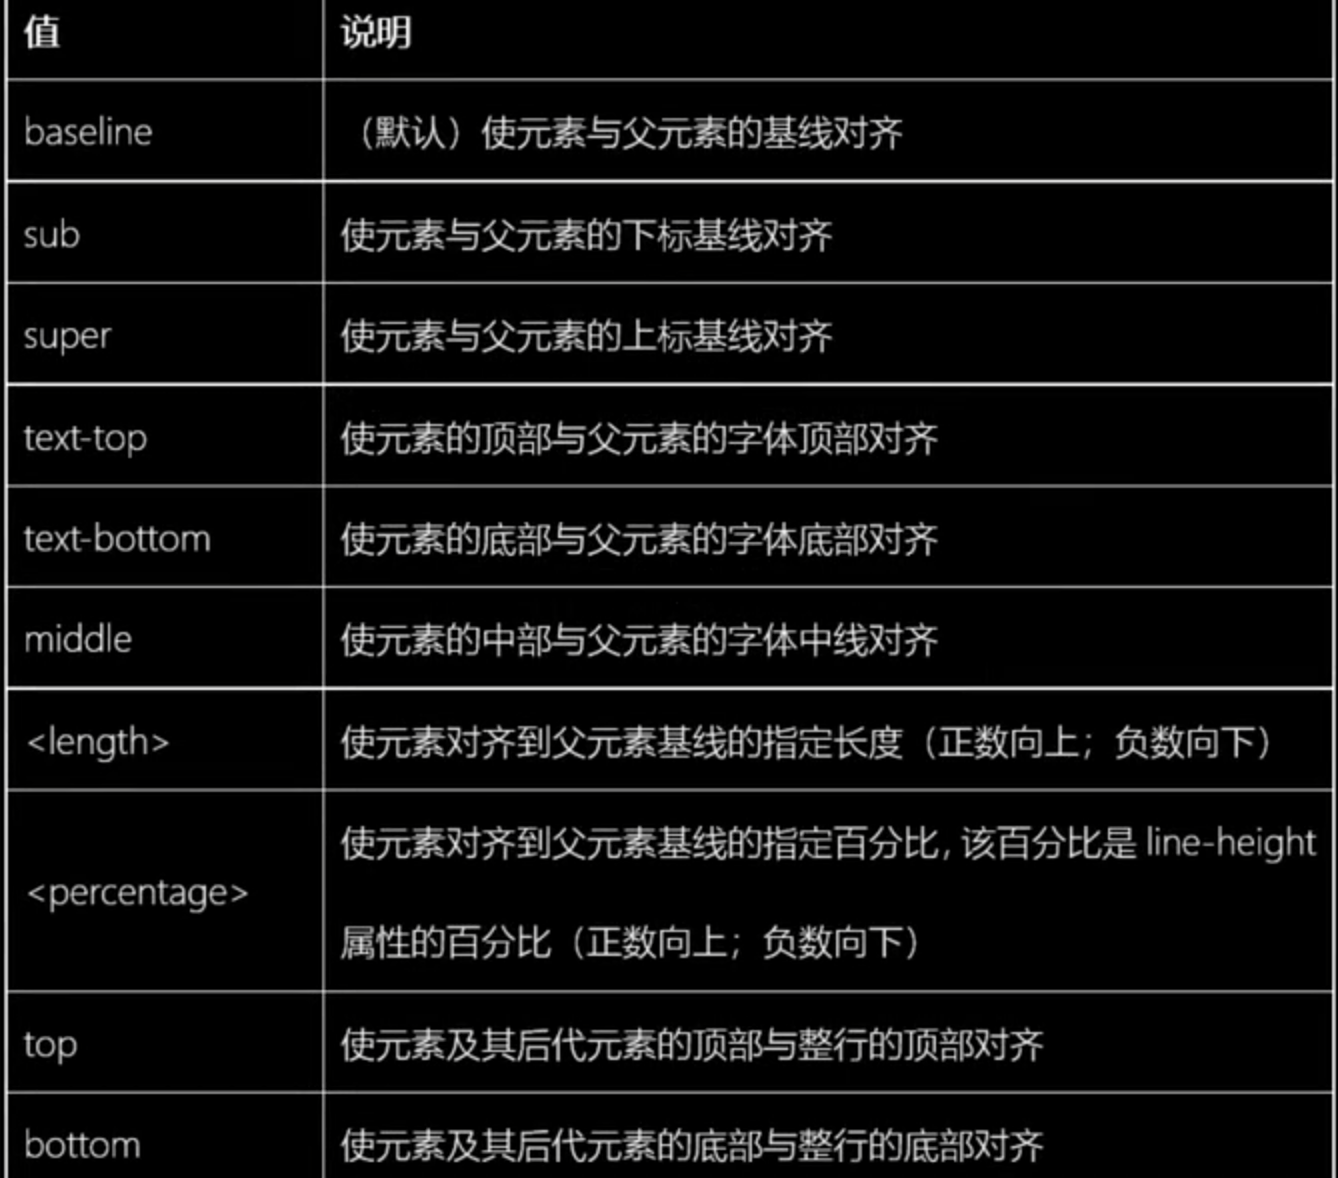 值 说明
baseline （默认）使元素与父元素的基线对齐
sub 使元素与父元素的下标基线对齐
super 使元素与父元素的上标基线对齐
text-top 使元素的顶部与父元素的字体顶部对齐
text-bottom 使元素的底部与父元素的字体底部对齐
middle 使元素的中部与父元素的字体中线对齐
<length> 使元素对齐到父元素基线的指定长度（正数向上；负数向下）
<percentage> 使元素对齐到父元素基线的指定百分比, 该百分比是 line-height
属性的百分比（正数向上；负数向下）
top 使元素及其后代元素的顶部与整行的顶部对齐
bottom 使元素及其后代元素的底部与整行的底部对齐